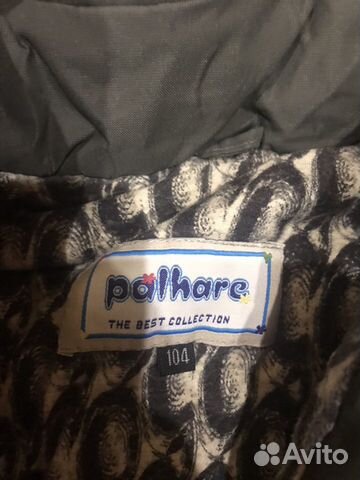 palhare
THE BEST COLLECTION
104
Avito